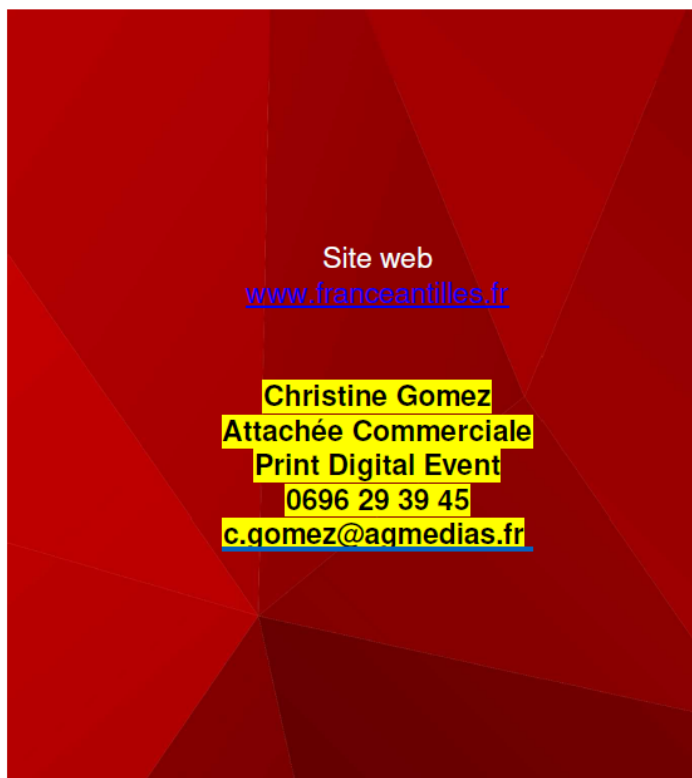 Site web
www.franceantilles.fr
Christine Gomez
Attachée Commerciale
Print Digital Event
0696 29 39 45
c.gomez@agmedias.fr